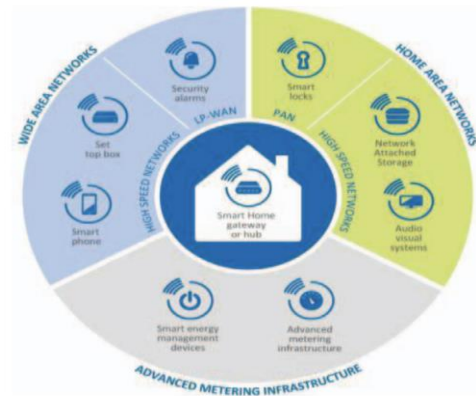 WIDE AREA NETWORKS
HOME AREA NETWORKS
Security
alarms
Smart
locks
LP-WAN
PAN
Set
top box
HIGH SPEED NETWORKS
HIGH SPEED NETWORKS
Network
Attached
Storage
Smart
phone
Smart Home
gateway
or hub
Audio
visual
systems
Smart energy
management
devices
Advanced
metering
infrastructure
ADVANCED METERING INFRASTRUCTURE